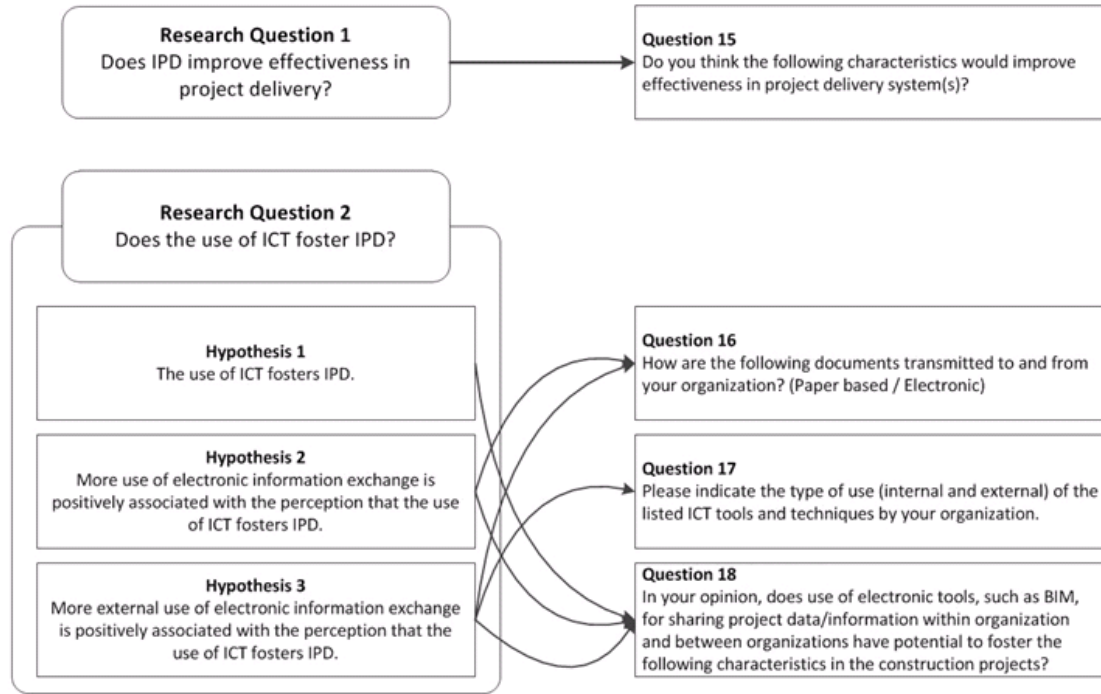 Research Question 1
Does IPD improve effectiveness in
project delivery?
Question 15
Do you think the following characteristics would improve
effectiveness in project delivery system(s)?
Research Question 2
Does the use of ICT foster IPD?
Hypothesis 1
The use of ICT fosters IPD.
Hypothesis 2
More use of electronic information exchange is
positively associated with the perception that the use
of ICT fosters IPD.
Hypothesis 3
More external use of electronic information exchange
is positively associated with the perception that the
use of ICT fosters IPD.
Question 16
How are the following documents transmitted to and from
your organization? (Paper based / Electronic)
Question 17
Please indicate the type of use (internal and external) of the
listed ICT tools and techniques by your organization.
Question 18
In your opinion, does use of electronic tools, such as BIM,
for sharing project data/information within organization
and between organizations have potential to foster the
following characteristics in the construction projects?